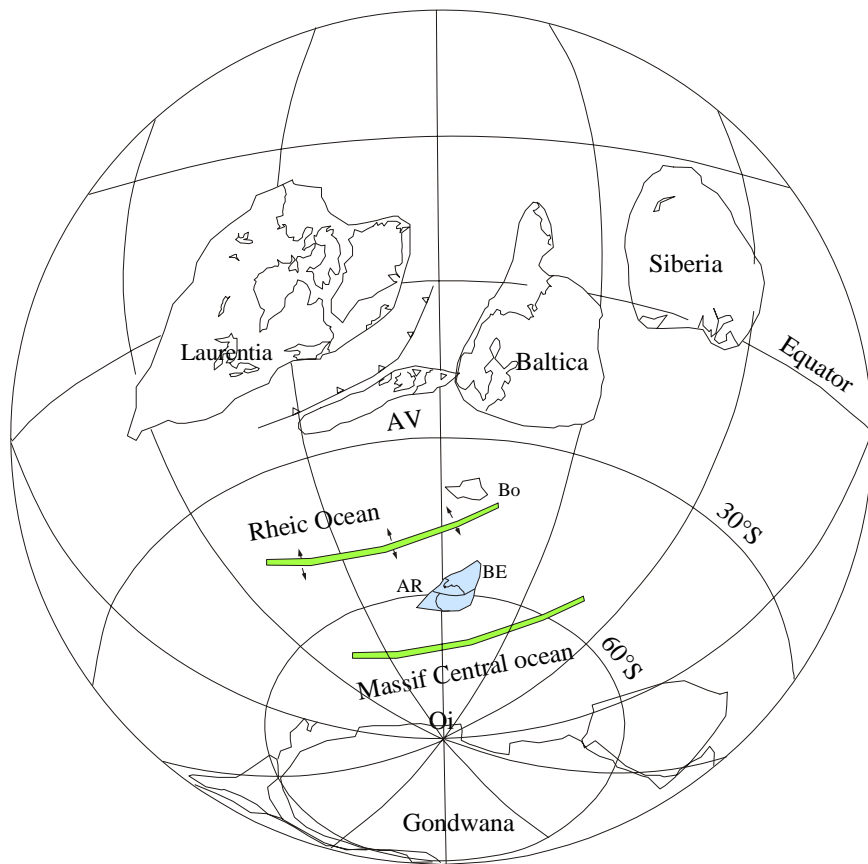 Siberia
Laurentia
Baltica
Equator
AV
Bo
Rheic Ocean
30°S
AR
BE
60°S
Massif Central ocean
Oi
Gondwana